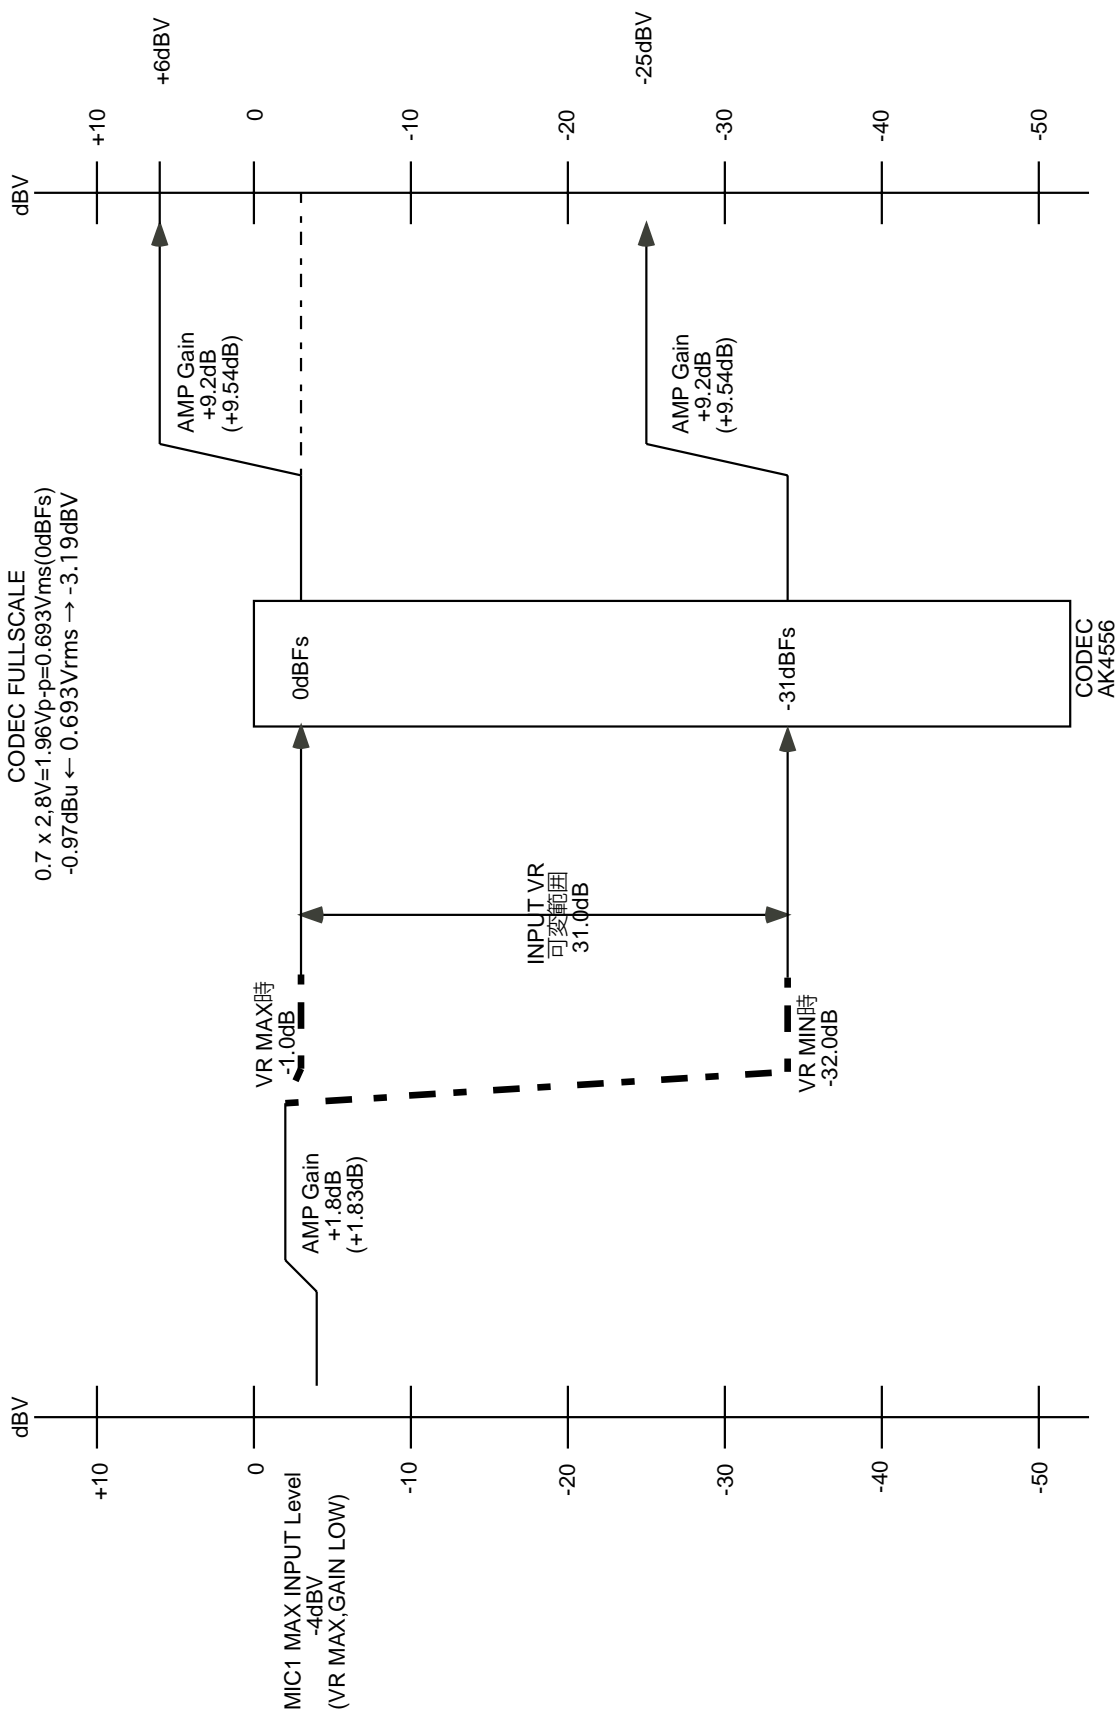 CODEC FULLSCALE
0.7 x 2,8V=1.96Vp-p=0.693Vms(0dBFs)
-0.97dBu ← 0.693Vrms → -3.19dBV
dBV
+10
0
-10
-20
-30
-40
-50
MIC1 MAX INPUT Level
-4dBV
(VR MAX,GAIN LOW)
AMP Gain
+1.8dB
(+1.83dB)
VR MAX時
-1.0dB
VR MIN時
-32.0dB
INPUT VR
可変範囲
31.0dB
0dBFs
-31dBFs
CODEC
AK4556
AMP Gain
+9.2dB
(+9.54dB)
AMP Gain
+9.2dB
(+9.54dB)
dBV
+10
0
-10
-20
-30
-40
-50
+6dBV
-25dBV